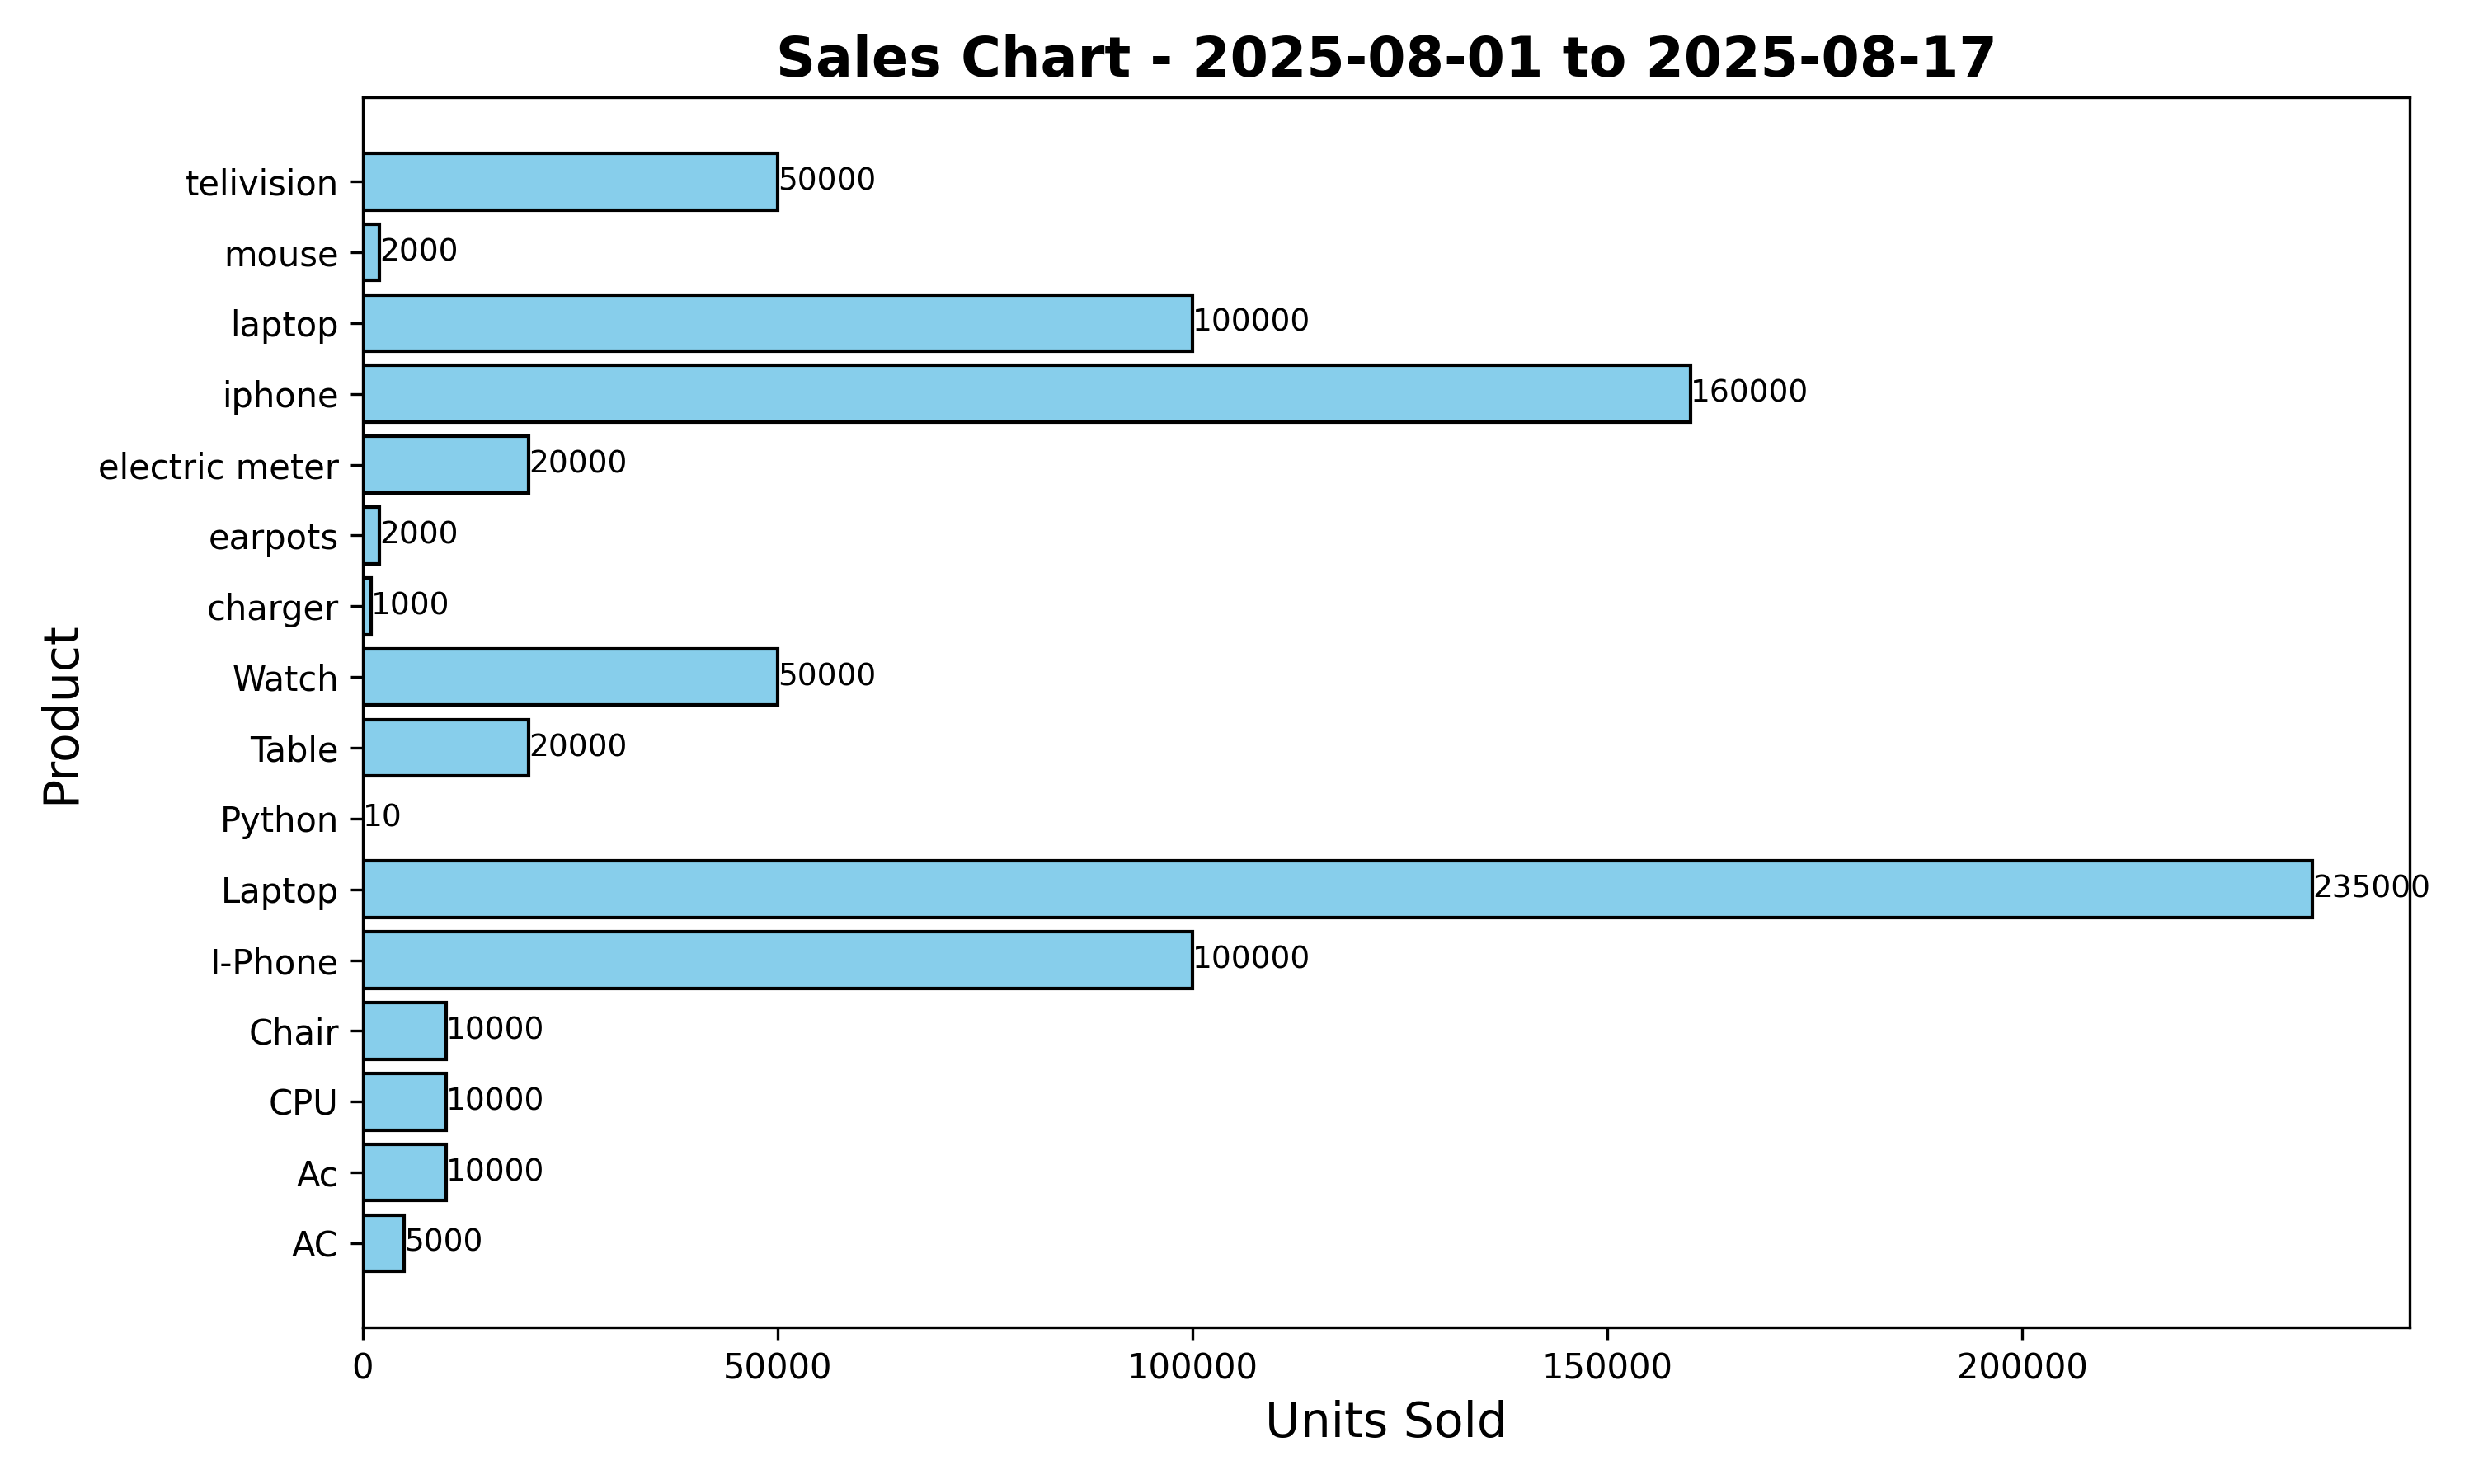 Sales Chart - 2025-08-01 to 2025-08-17
Product
telivision 50000
mouse 2000
laptop 100000
iphone 160000
electric meter 20000
earpots 2000
charger 1000
Watch 50000
Table 20000
Python 10
Laptop 235000
I-Phone 100000
Chair 10000
CPU 10000
Ac 10000
AC 5000
0 50000 100000 150000 200000
Units Sold